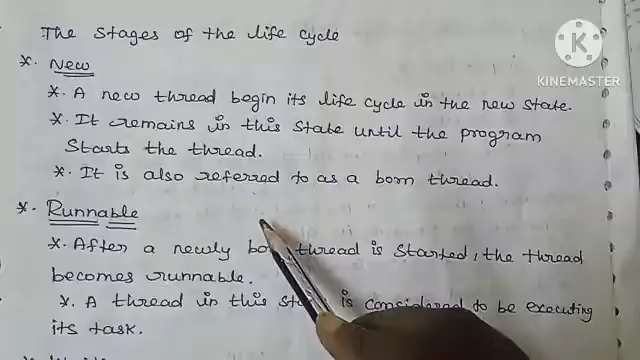 The stages of the life cycle
*. New
*. A new thread begin its life cycle in the new state.
*. It remains in this state until the program
starts the thread.
*. It is also referred to as a born thread.
*. Runnable
*. After a newly thread is started, the thread
becomes runnable.
*. A thread in this is considered to be executing
its task.
K
KINEMASTER